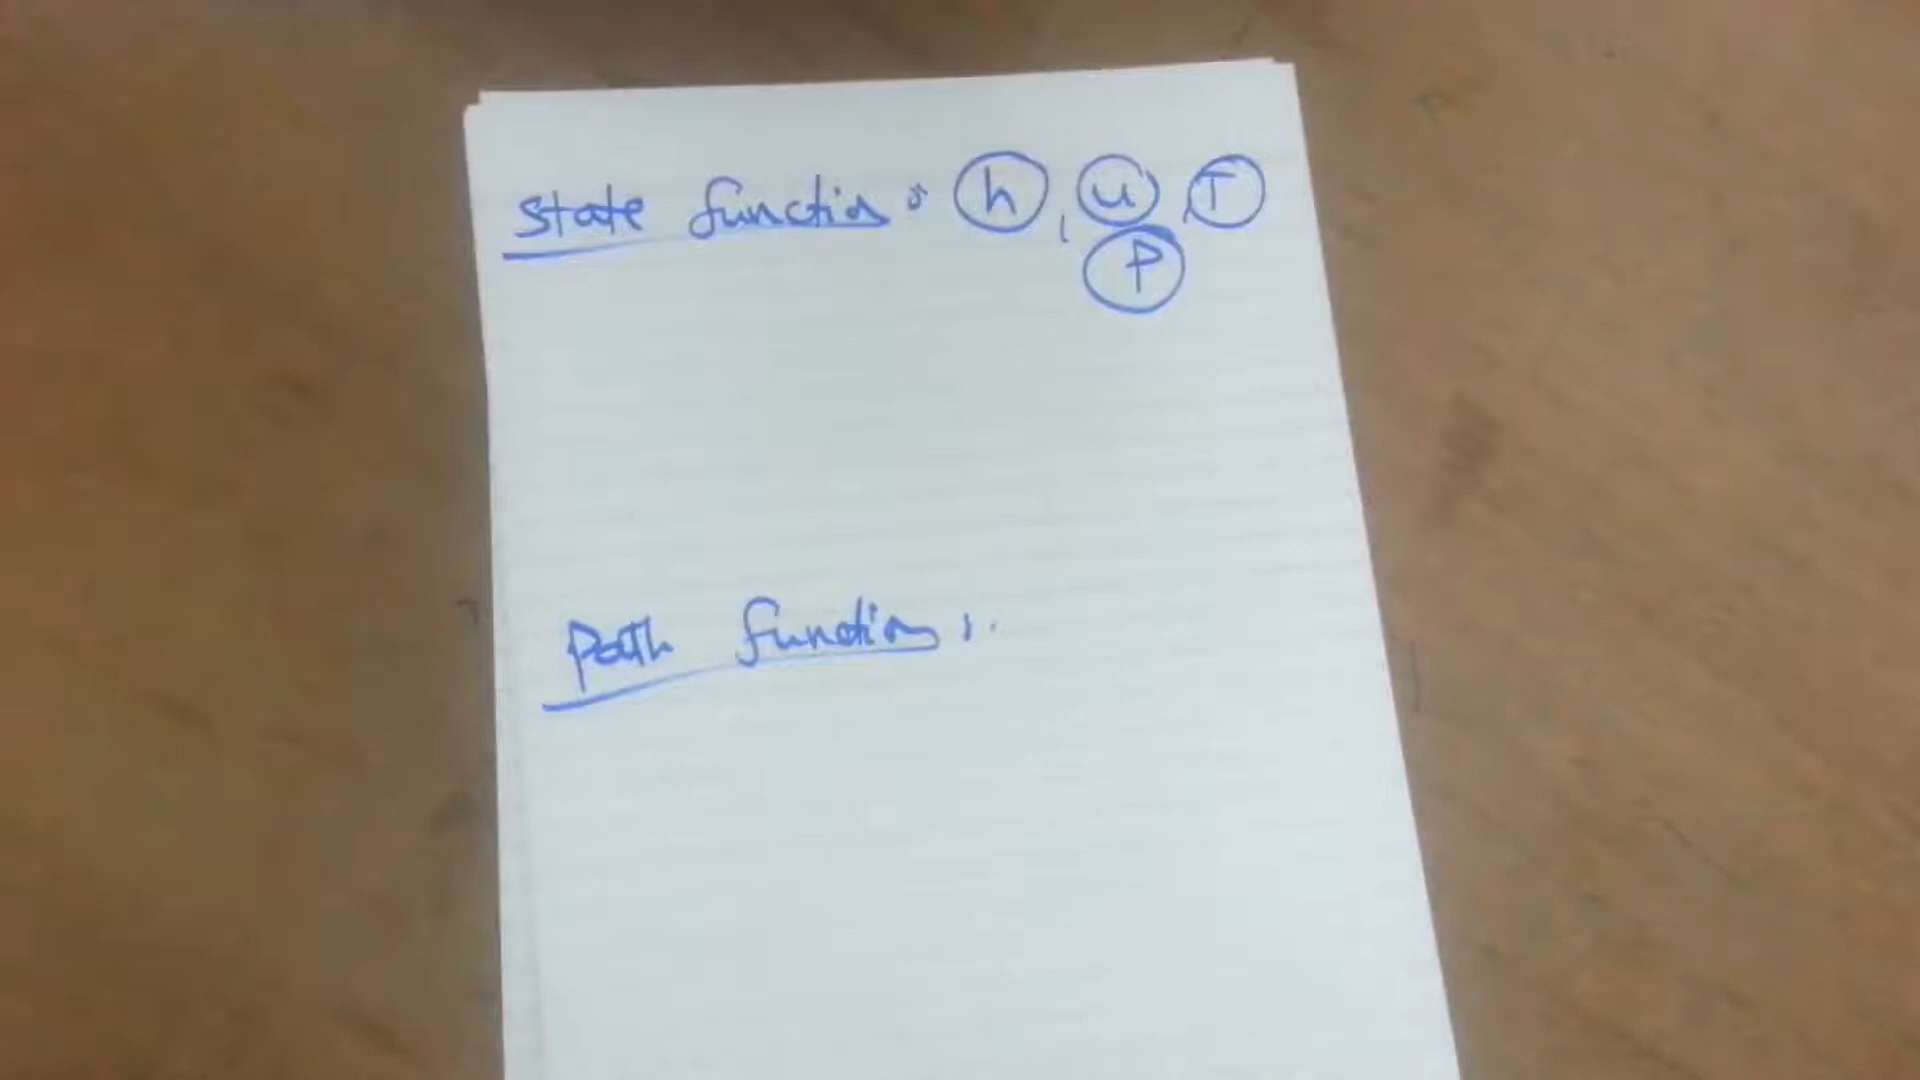 State function: h, u, T
P
Path function: